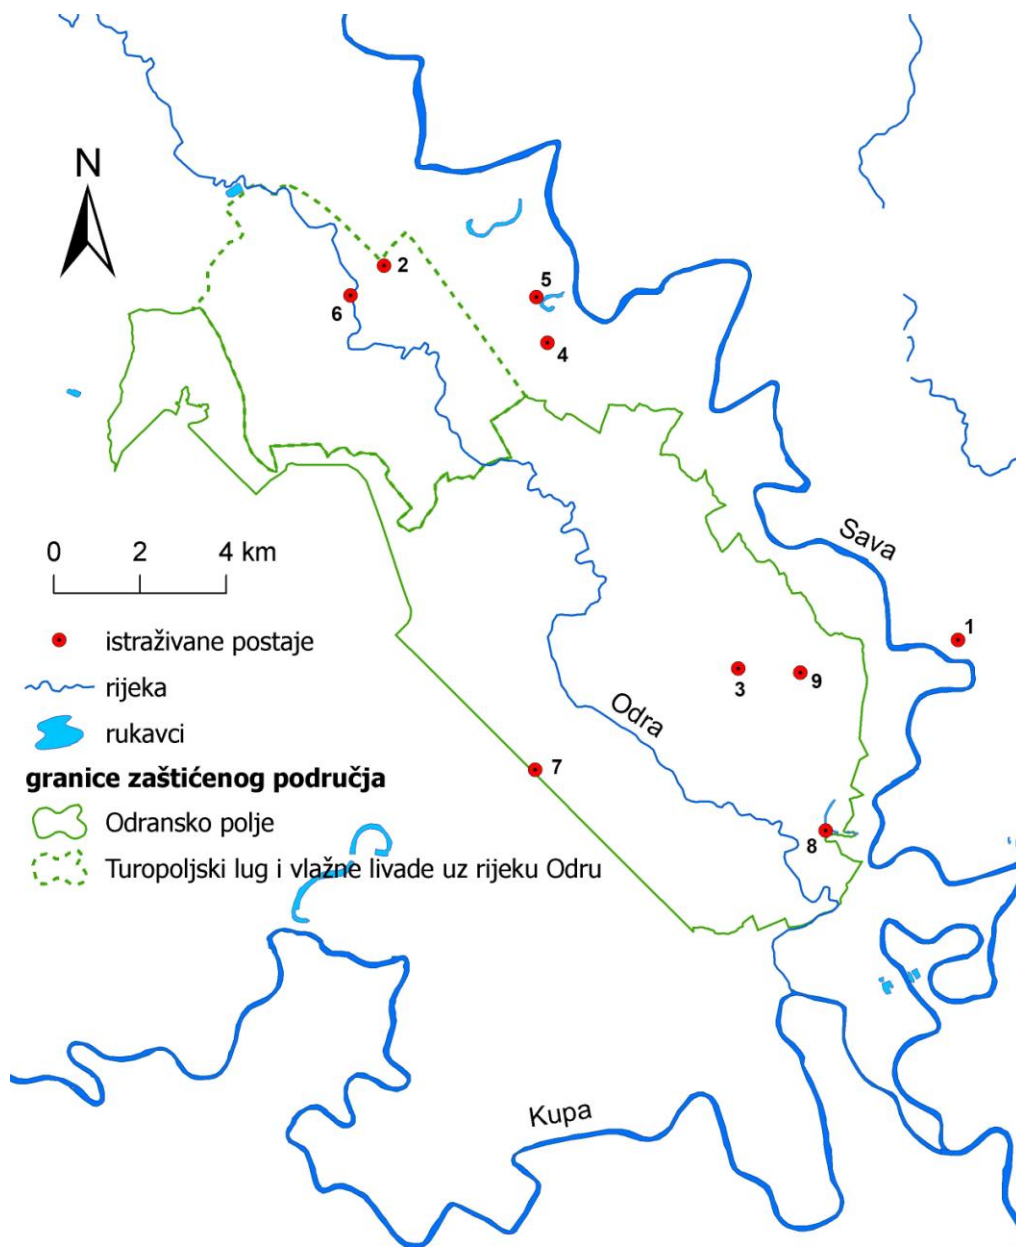 N
2
5
6
4
Sava
0 2 4 km
1
istraživane postaje
3
9
rijeka
Odra
rukavci
7
granice zaštićenog područja
Odransko polje
8
Turopoljski lug i vlažne livade uz rijeku Odru
Kupa